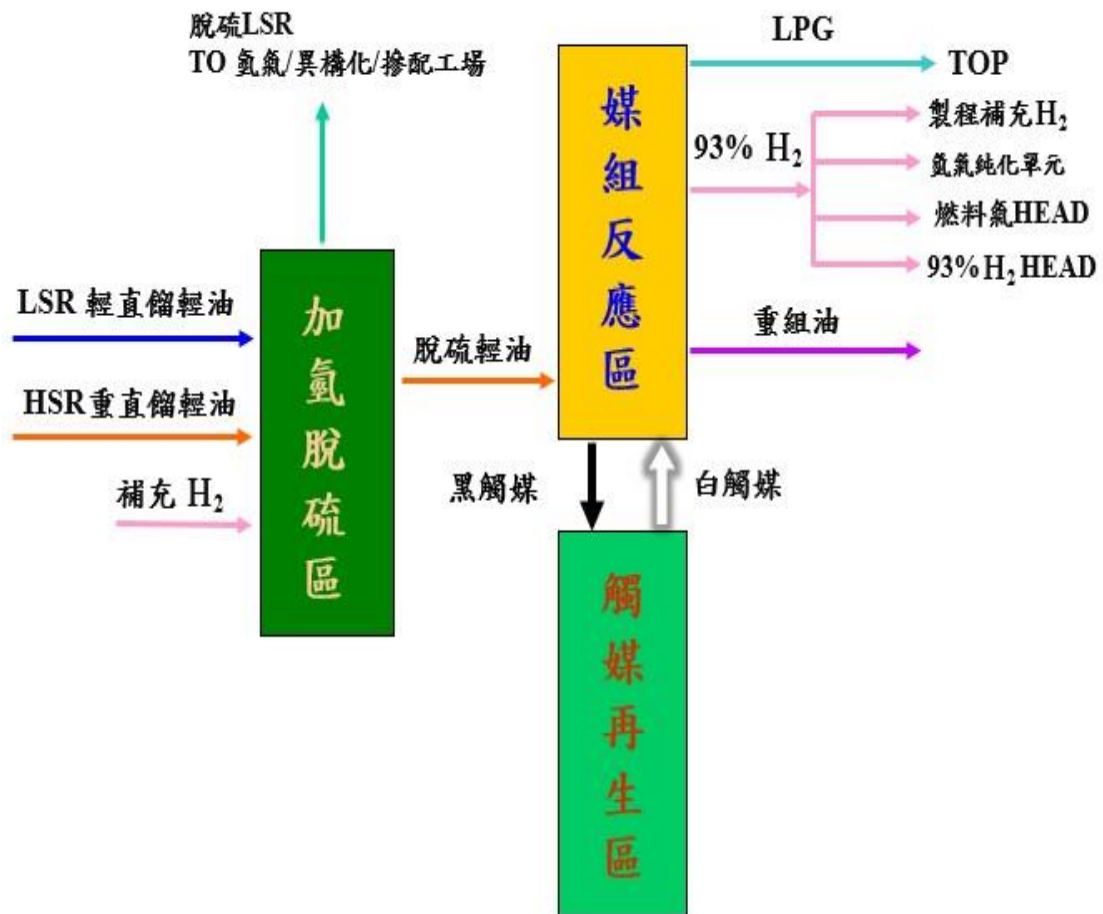 脫硫LSR
TO 氫氣/異構化/摻配工場
LPG
TOP
93% H₂
製程補充H₂
氫氣純化單元
燃料氣HEAD
93%H₂HEAD
媒組反應區
LSR 輕直餾輕油
HSR重直餾輕油
補充 H₂
加氫脫硫區
脫硫輕油
重組油
黑觸媒
白觸媒
觸媒再生區